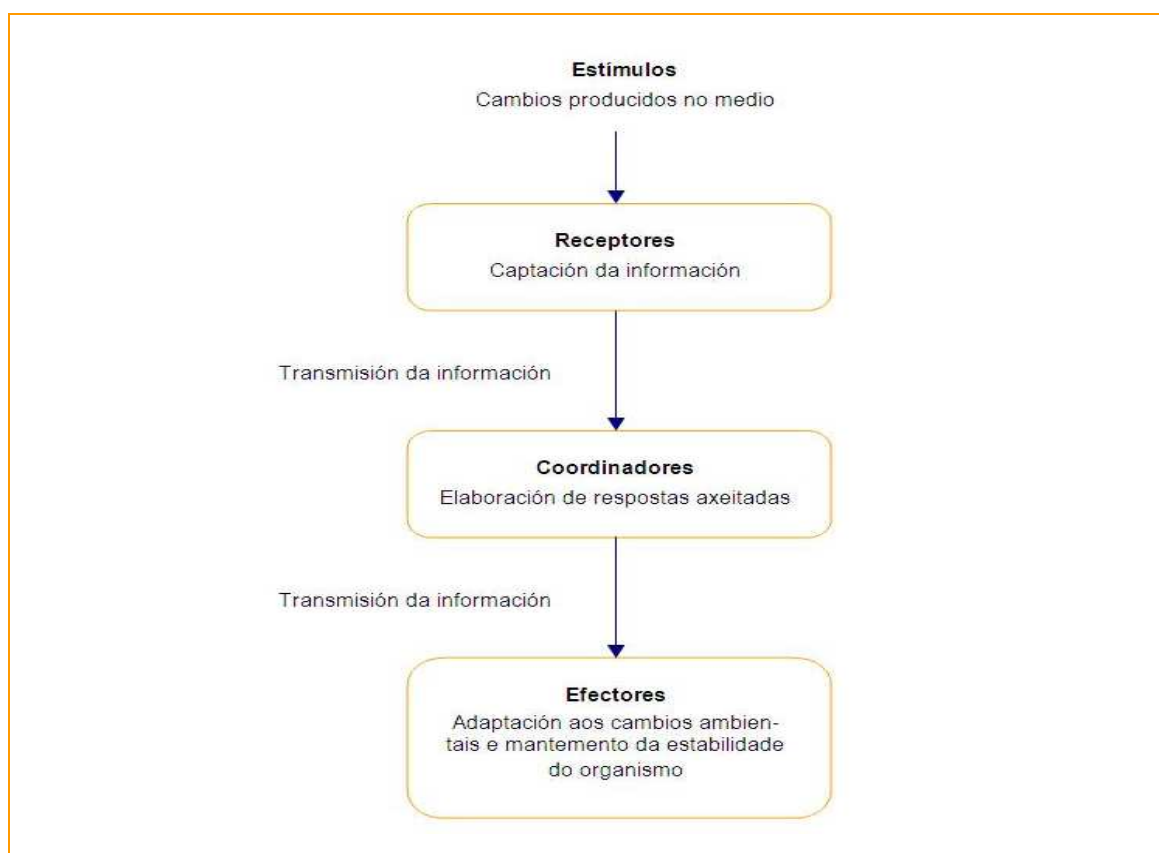 Estímulos
Cambios producidos no medio
Receptores
Captación da información
Transmisión da información
Coordinadores
Elaboración de respostas axeitadas
Transmisión da información
Efectores
Adaptación aos cambios ambien-
tais e mantemento da estabilidade
do organismo